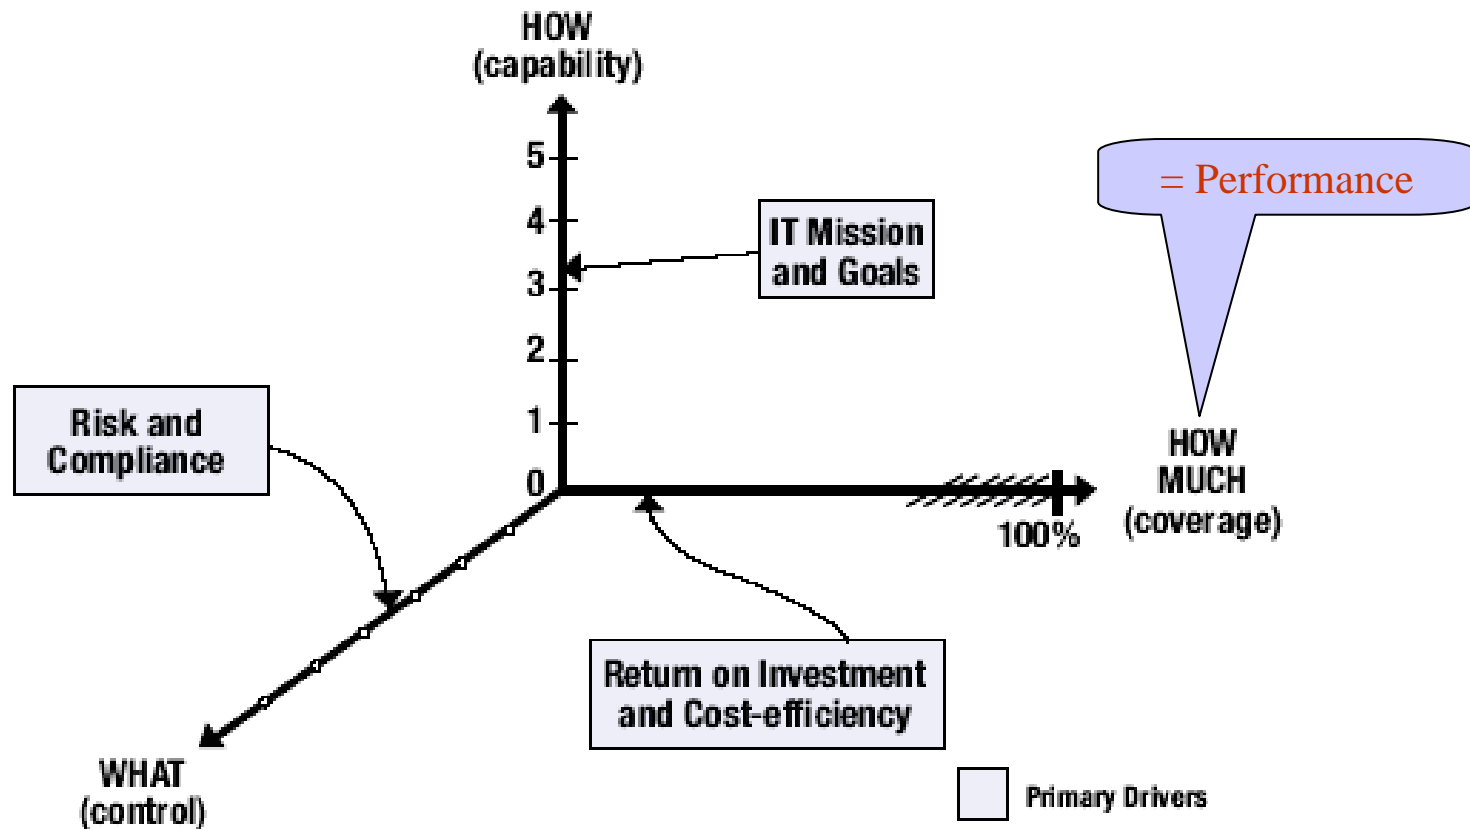 HOW
(capability)
5
4
3
2
1
0
= Performance
IT Mission
and Goals
Risk and
Compliance
HOW
MUCH
(coverage)
100%
Return on Investment
and Cost-efficiency
WHAT
(control)
Primary Drivers